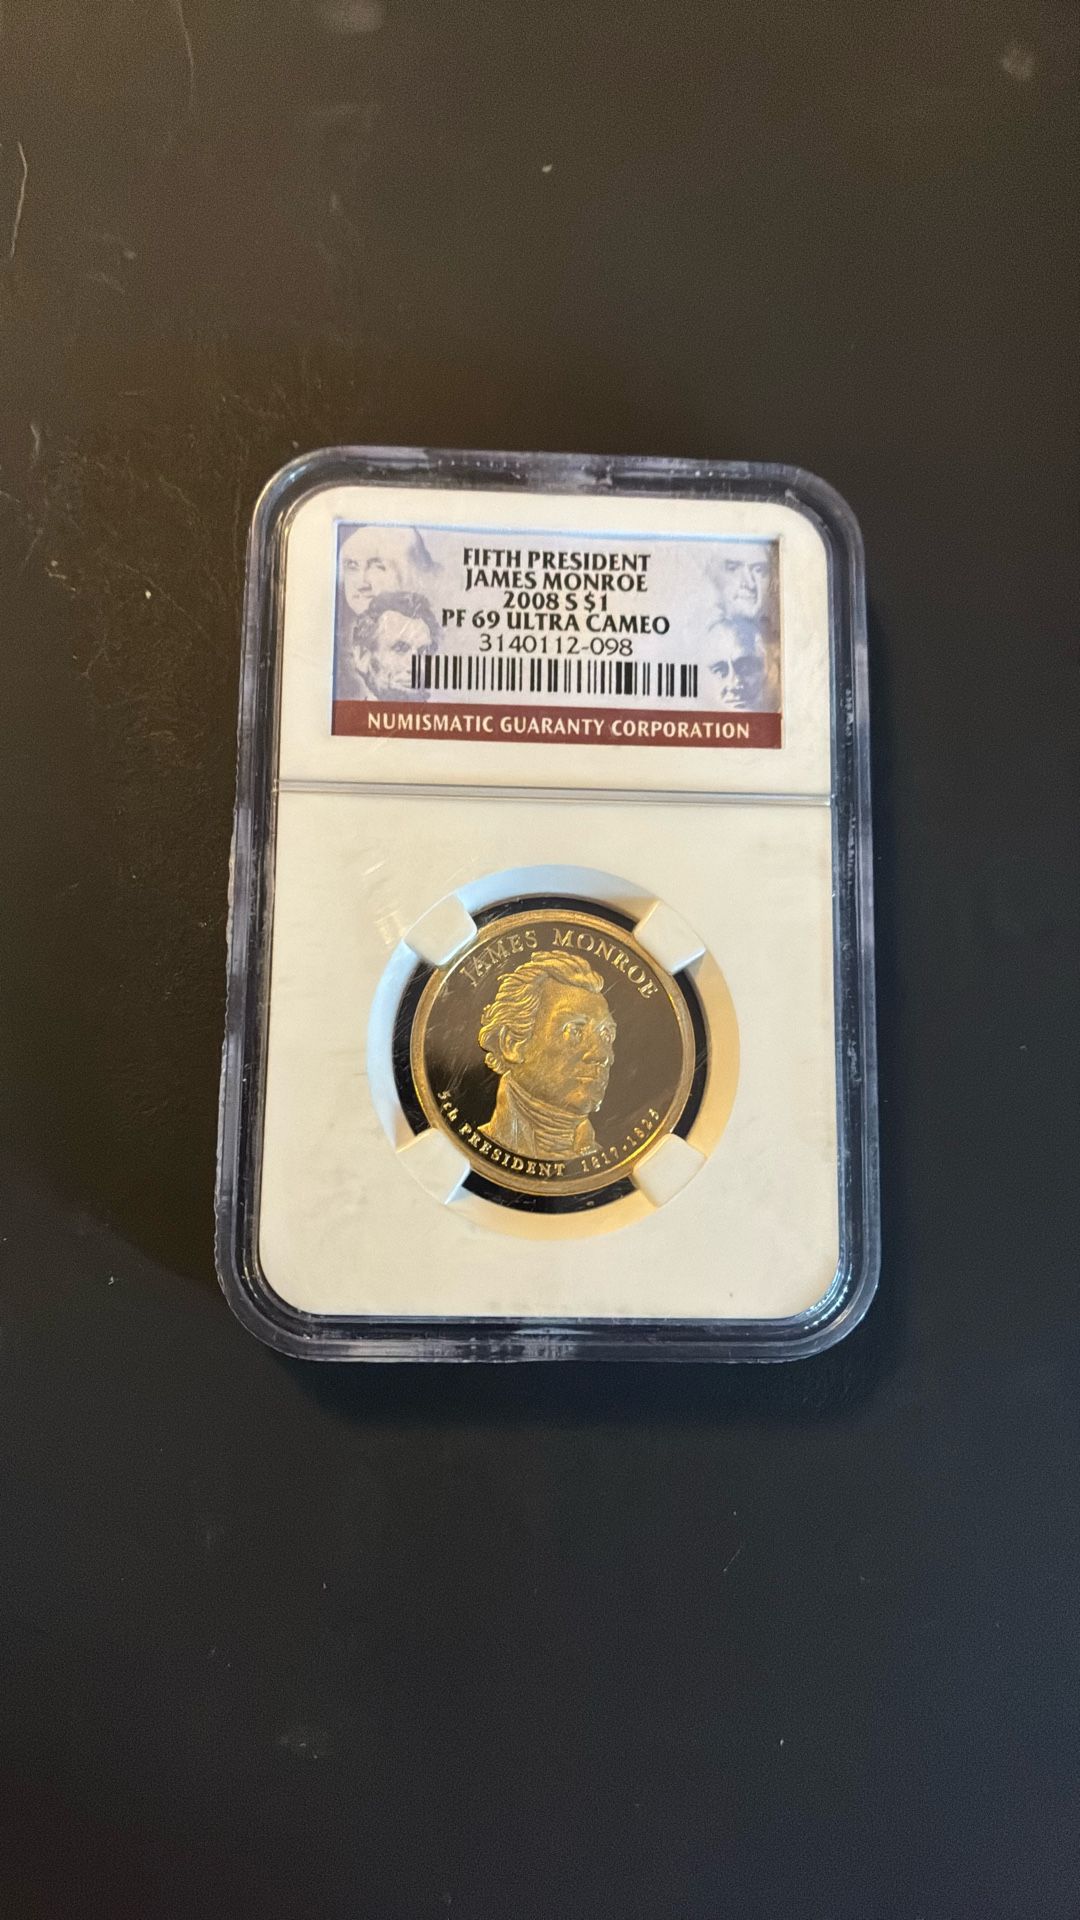 FIFTH PRESIDENT
JAMES MONROE
2008 S $1
PF 69 ULTRA CAMEO
3140112-098
NUMISMATIC GUARANTY CORPORATION
JAMES MONROE
5th PRESIDENT 1817-1825